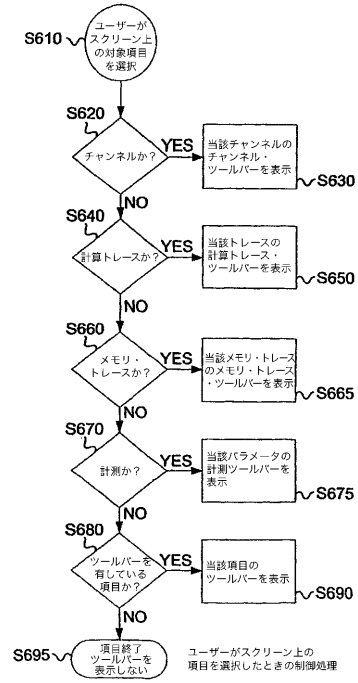 S610
ユーザーが
スクリーン上
の対象項目
を選択
S620
チャンネルか？
YES
当該チャンネルの
チャンネル・
ツールバーを表示
S630
NO
S640
計算トレースか？
YES
当該トレースの
計算トレース・
ツールバーを表示
S650
NO
S660
メモリ・
トレースか？
YES
当該メモリ・トレース
のメモリ・トレース
・ツールバーを表示
S665
NO
S670
計測か？
YES
当該パラメータの
計測ツールバーを
表示
S675
NO
S680
ツールバーを
有している
項目か？
YES
当該項目の
ツールバーを表示
S690
NO
S695
項目終了
ツールバーを
表示しない
ユーザーがスクリーン上の
項目を選択したときの制御処理